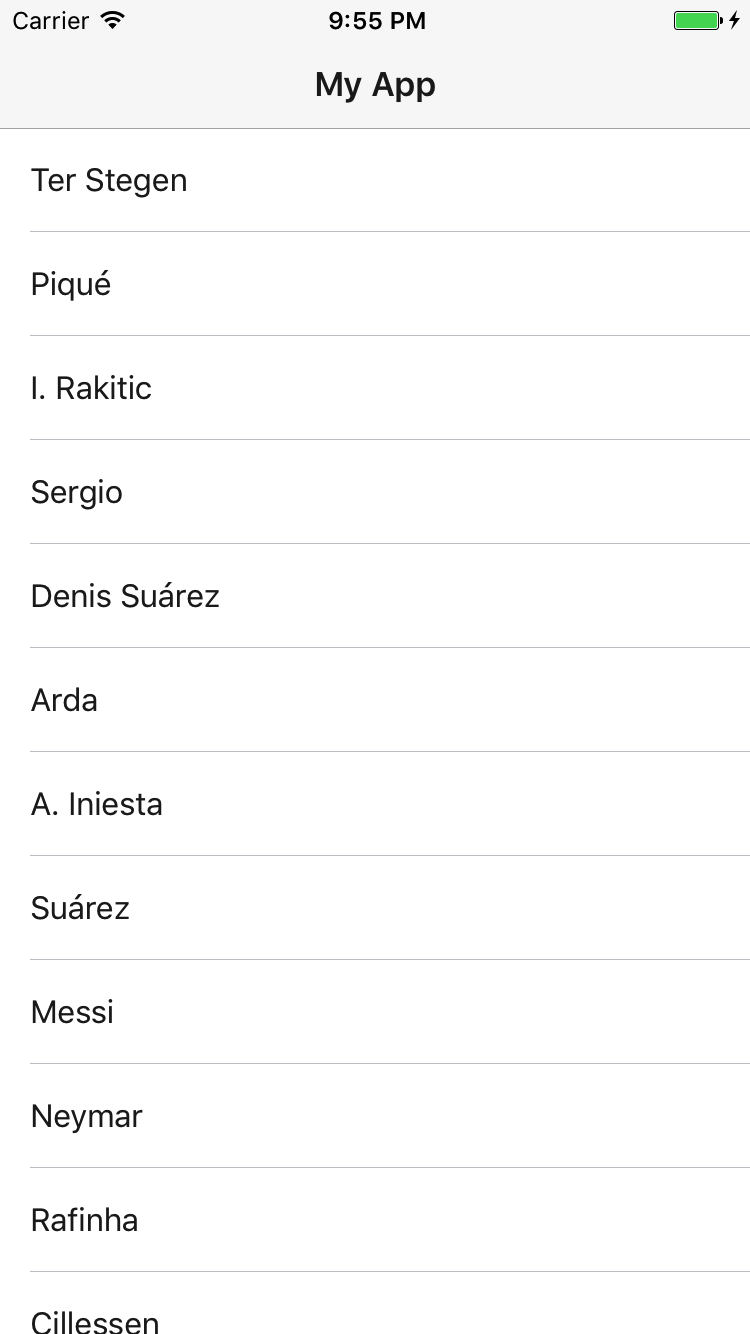 Carrier 9:55 PM
My App
Ter Stegen
Piqué
I. Rakitic
Sergio
Denis Suárez
Arda
A. Iniesta
Suárez
Messi
Neymar
Rafinha
Cillessen